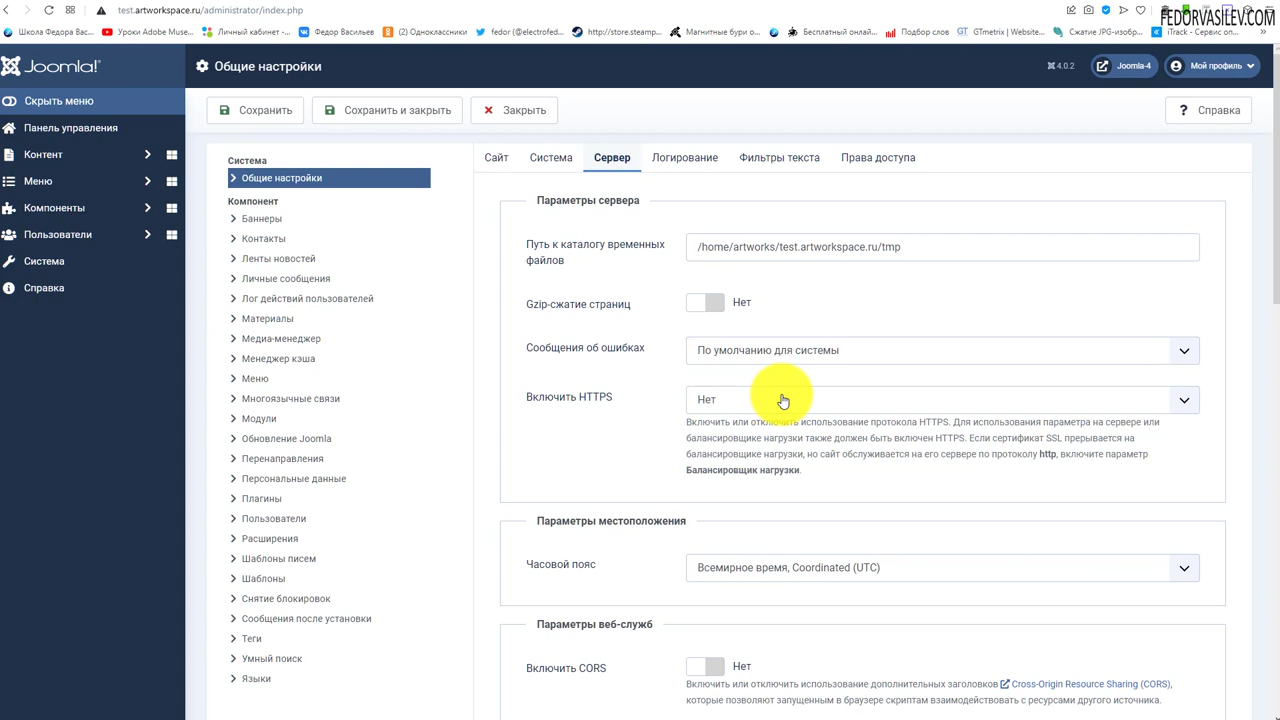 test.artworkspace.ru/administrator/index.php
FEDORVASILEV.COM
Школа Федора Вас...
Уроки Adobe Muse...
Личный кабинет -...
Федор Васильев
(2) Одноклассники
fedor (@electrofed...
http://store.steamp...
Магнитные бури о...
Бесплатный онлай...
Подбор слов
GTmetrix | Website...
Сжатие JPG-изобр...
iTrack - Сервис оп...
Joomla!
Общие настройки
4.0.2
Joomla-4
Мой профиль
Скрыть меню
Панель управления
Контент
Меню
Компоненты
Пользователи
Система
Справка
Сохранить
Сохранить и закрыть
Закрыть
? Справка
Система
Общие настройки
Компонент
Баннеры
Контакты
Ленты новостей
Личные сообщения
Лог действий пользователей
Материалы
Медиа-менеджер
Менеджер кэша
Меню
Многоязычные связи
Модули
Обновление Joomla
Перенаправления
Персональные данные
Плагины
Пользователи
Расширения
Шаблоны писем
Шаблоны
Снятие блокировок
Сообщения после установки
Теги
Умный поиск
Языки
Сайт
Система
Сервер
Логирование
Фильтры текста
Права доступа
Параметры сервера
Путь к каталогу временных
файлов
/home/artworks/test.artworkspace.ru/tmp
Gzip-сжатие страниц
Нет
Сообщения об ошибках
По умолчанию для системы
Включить HTTPS
Нет
Включить или отключить использование протокола HTTPS. Для использования параметра на сервере или
балансировщике нагрузки также должен быть включен HTTPS. Если сертификат SSL прерывается на
балансировщике нагрузки, но сайт обслуживается на его сервере по протоколу http, включите параметр
Балансировщик нагрузки.
Параметры местоположения
Часовой пояс
Всемирное время, Coordinated (UTC)
Параметры веб-служб
Включить CORS
Нет
Включить или отключить использование дополнительных заголовков Cross-Origin Resource Sharing (CORS),
которые позволяют запущенным в браузере скриптам взаимодействовать с ресурсами другого источника.